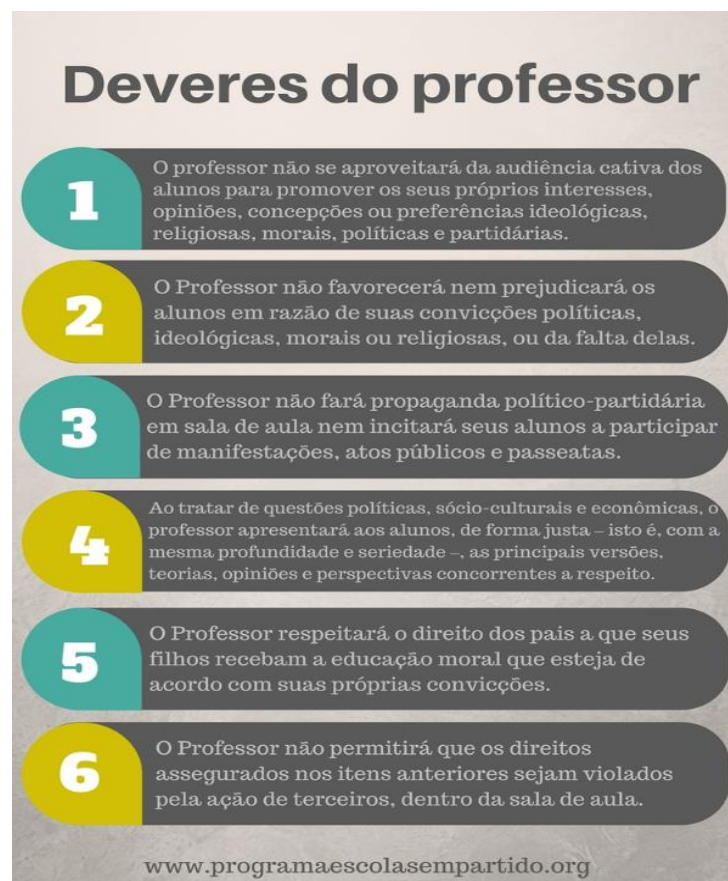 Deveres do professor
1
O professor não se aproveitará da audiência cativa dos
alunos para promover os seus próprios interesses,
opiniões, concepções ou preferências ideológicas,
religiosas, morais, políticas e partidárias.
2
O Professor não favorecerá nem prejudicará os
alunos em razão de suas convicções políticas,
ideológicas, morais ou religiosas, ou da falta delas.
3
O Professor não fará propaganda político-partidária
em sala de aula nem incitará seus alunos a participar
de manifestações, atos públicos e passeatas.
4
Ao tratar de questões políticas, sócio-culturais e econômicas, o
professor apresentará aos alunos, de forma justa – isto é, com a
mesma profundidade e seriedade –, as principais versões,
teorias, opiniões e perspectivas concorrentes a respeito.
5
O Professor respeitará o direito dos pais a que seus
filhos recebam a educação moral que esteja de
acordo com suas próprias convicções.
6
O Professor não permitirá que os direitos
assegurados nos itens anteriores sejam violados
pela ação de terceiros, dentro da sala de aula.
www.programaescolasempartido.org